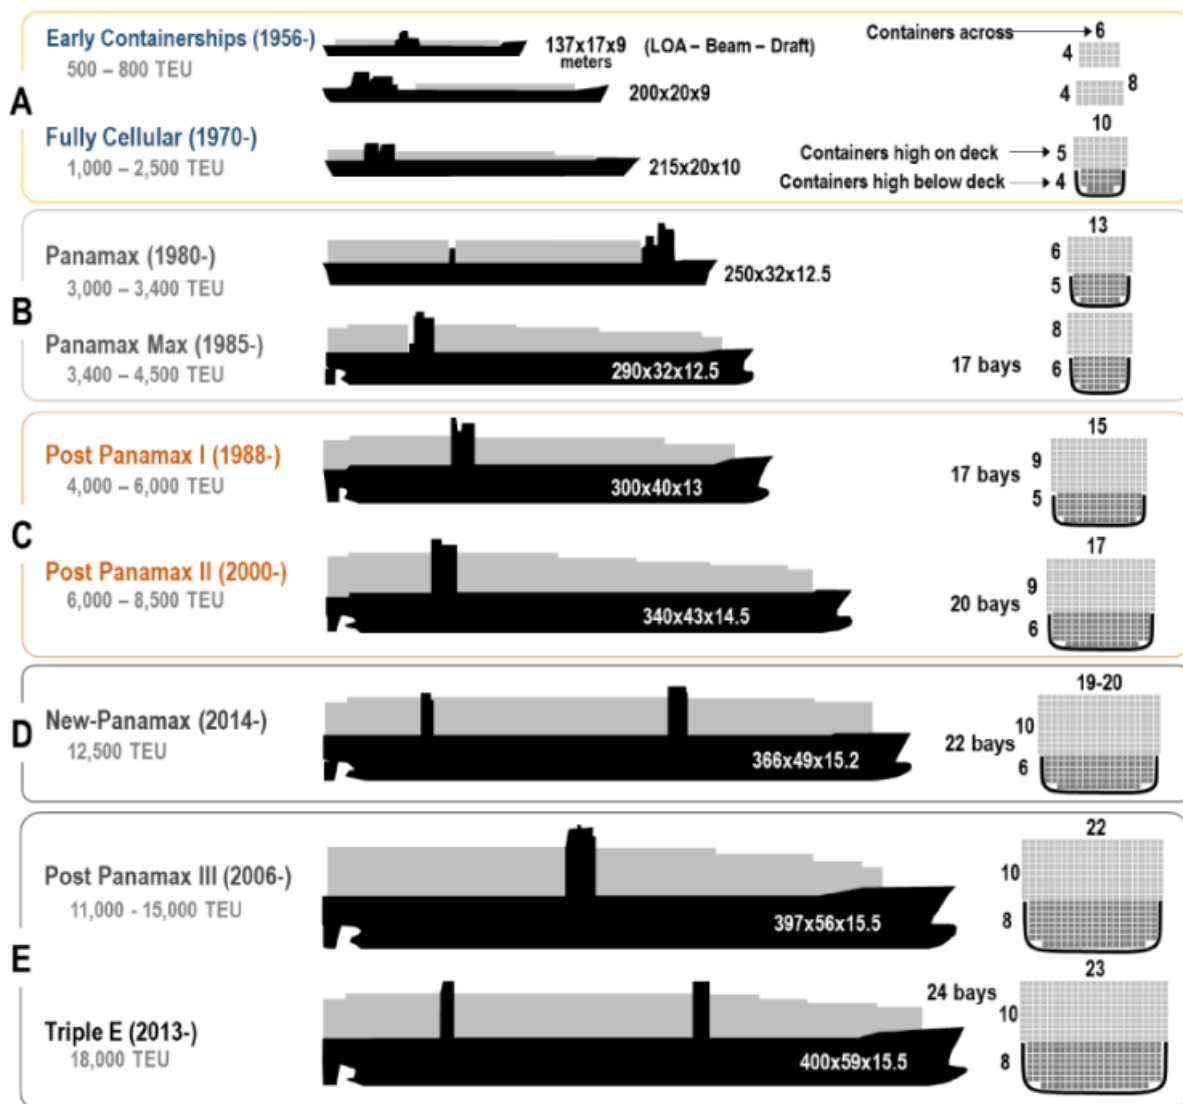 A
Early Containerships (1956-)
500 – 800 TEU
137x17x9 (LOA – Beam – Draft)
meters
Containers across 6
4
200x20x9
4 8
Fully Cellular (1970-)
1,000 – 2,500 TEU
215x20x10
10
Containers high on deck 5
Containers high below deck 4
B
Panamax (1980-)
3,000 – 3,400 TEU
250x32x12.5
13
6
5
Panamax Max (1985-)
3,400 – 4,500 TEU
290x32x12.5
17 bays
8
6
C
Post Panamax I (1988-)
4,000 – 6,000 TEU
300x40x13
17 bays
15
9
5
Post Panamax II (2000-)
6,000 – 8,500 TEU
340x43x14.5
20 bays
17
9
6
D
New-Panamax (2014-)
12,500 TEU
366x49x15.2
22 bays
19-20
10
6
E
Post Panamax III (2006-)
11,000 - 15,000 TEU
397x56x15.5
22
10
8
Triple E (2013-)
18,000 TEU
400x59x15.5
24 bays
23
10
8